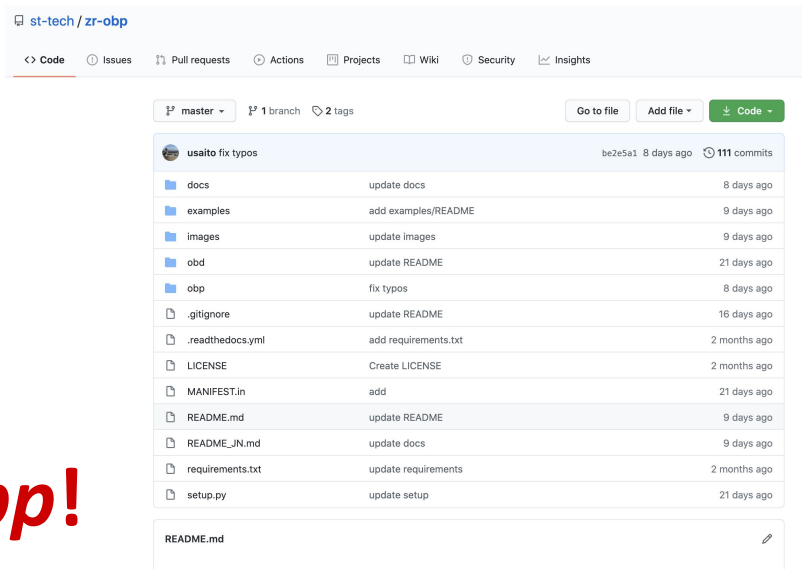 st-tech / zr-obp
Code Issues Pull requests Actions Projects Wiki Security Insights
master 1 branch 2 tags Go to file Add file Code
usaito fix typos be2e5a1 8 days ago 111 commits
docs update docs 8 days ago
examples add examples/README 9 days ago
images update images 9 days ago
obd update README 21 days ago
obp fix typos 8 days ago
.gitignore update README 16 days ago
.readthedocs.yml add requirements.txt 2 months ago
LICENSE Create LICENSE 2 months ago
MANIFEST.in add 21 days ago
README.md update README 9 days ago
README_JN.md update docs 9 days ago
requirements.txt update requirements 2 months ago
setup.py update setup 21 days ago
README.md